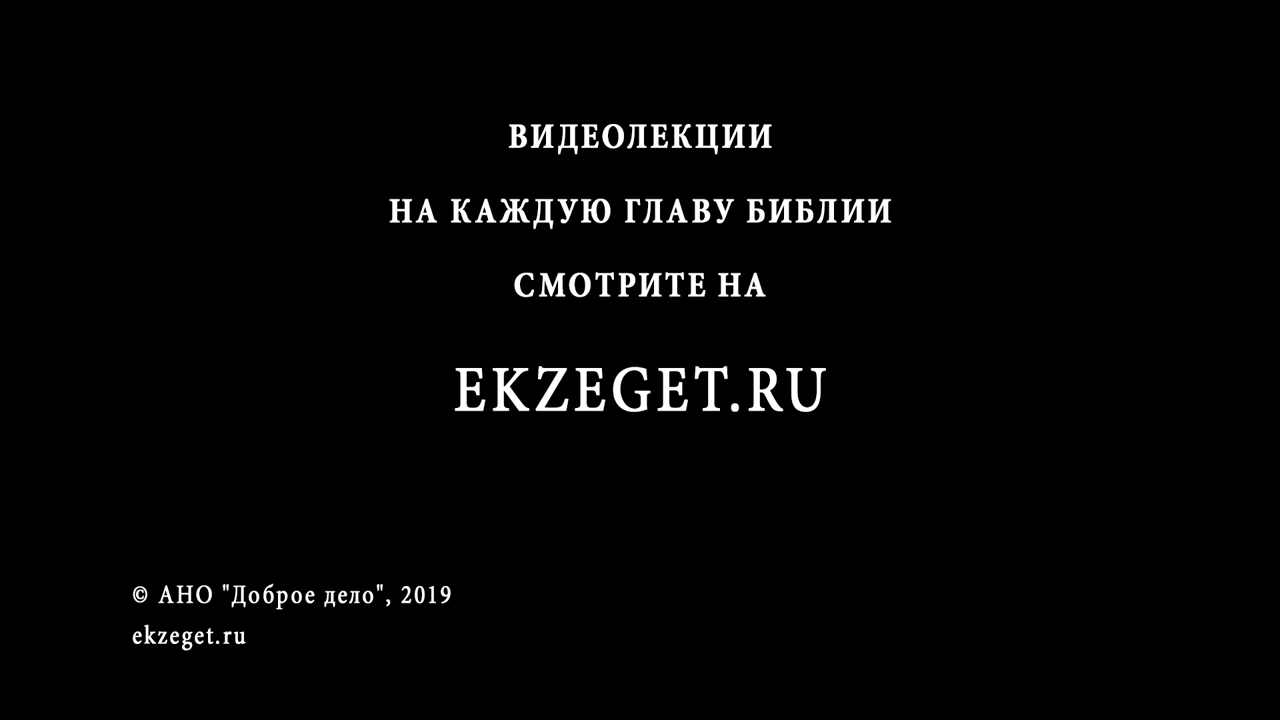 ВИДЕОЛЕКЦИИ
НА КАЖДУЮ ГЛАВУ БИБЛИИ
СМОТРИТЕ НА
EKZEGET.RU
© АНО "Доброе дело", 2019
ekzeget.ru